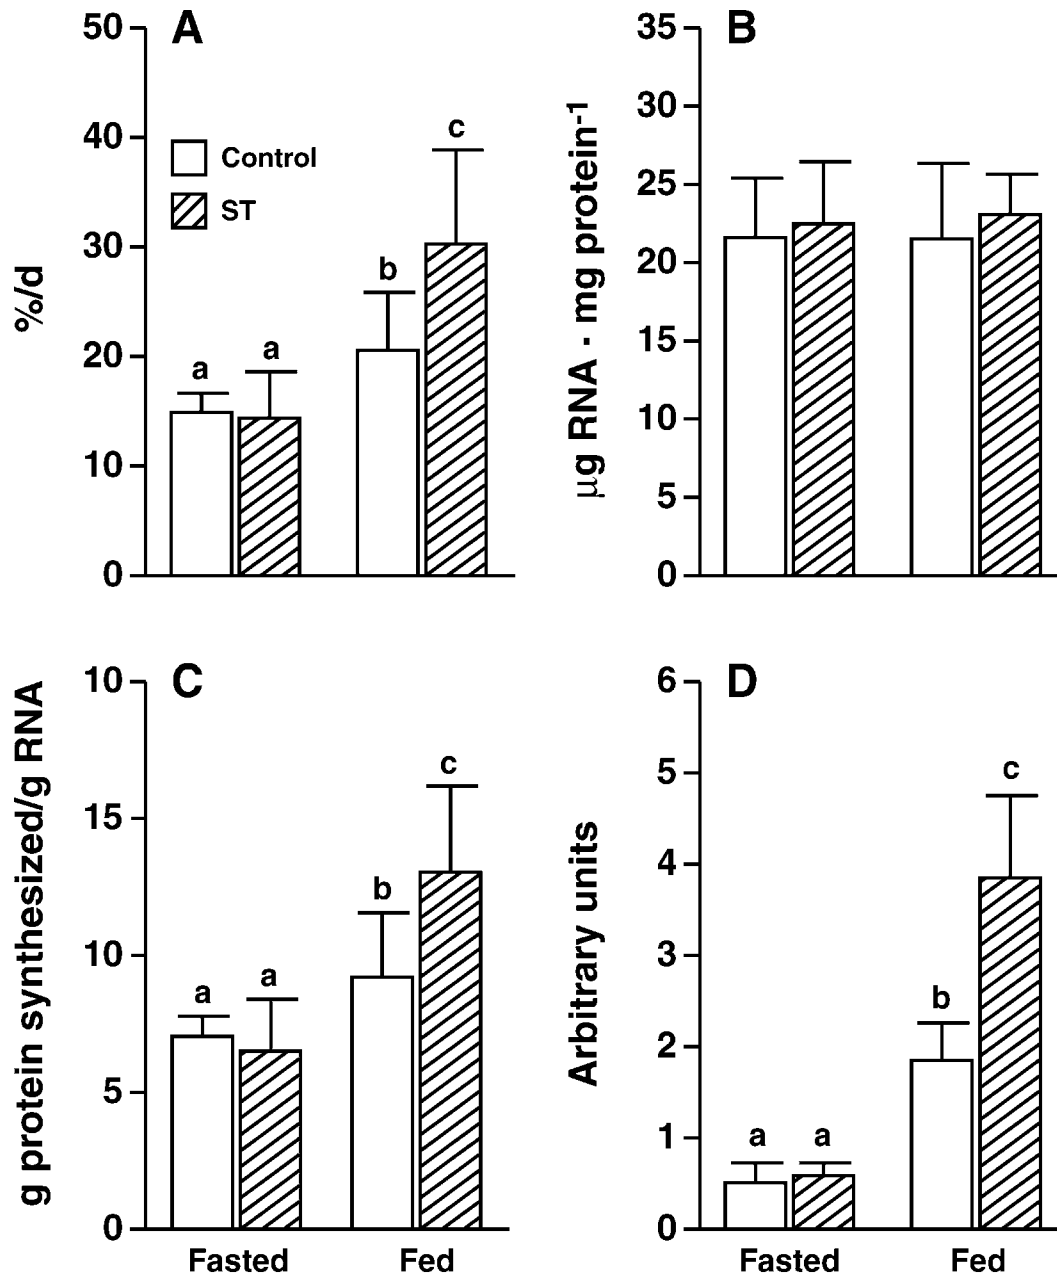 A
50
40
30
20
10
0
%/d
Control
ST
a
a
b
c
B
35
30
25
20
15
10
5
0
µg RNA · mg protein-1
C
10
15
10
5
0
g protein synthesized/g RNA
a
a
b
c
Fasted
Fed
D
6
5
4
3
2
1
0
Arbitrary units
a
a
b
c
Fasted
Fed